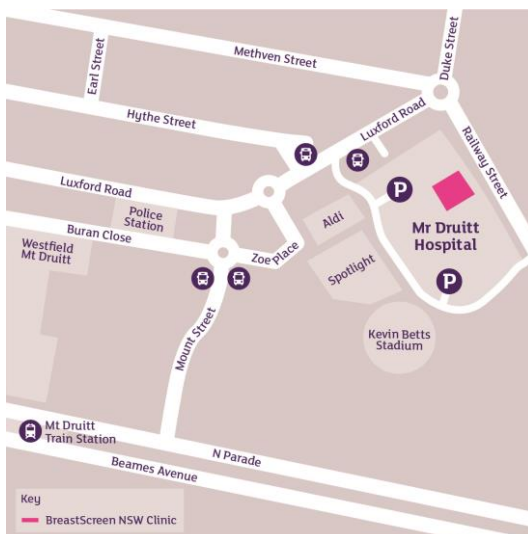 Methven Street
Duke Street
Earl Street
Hythe Street
Luxford Road
Railway Street
Luxford Road
P
Police
Station
Aldi
Mr Druitt
Hospital
Buran Close
Westfield
Mt Druitt
Zoe Place
Spotlight
P
Mount Street
Kevin Betts
Stadium
Mt Druitt
Train Station
N Parade
Beames Avenue
Key
BreastScreen NSW Clinic